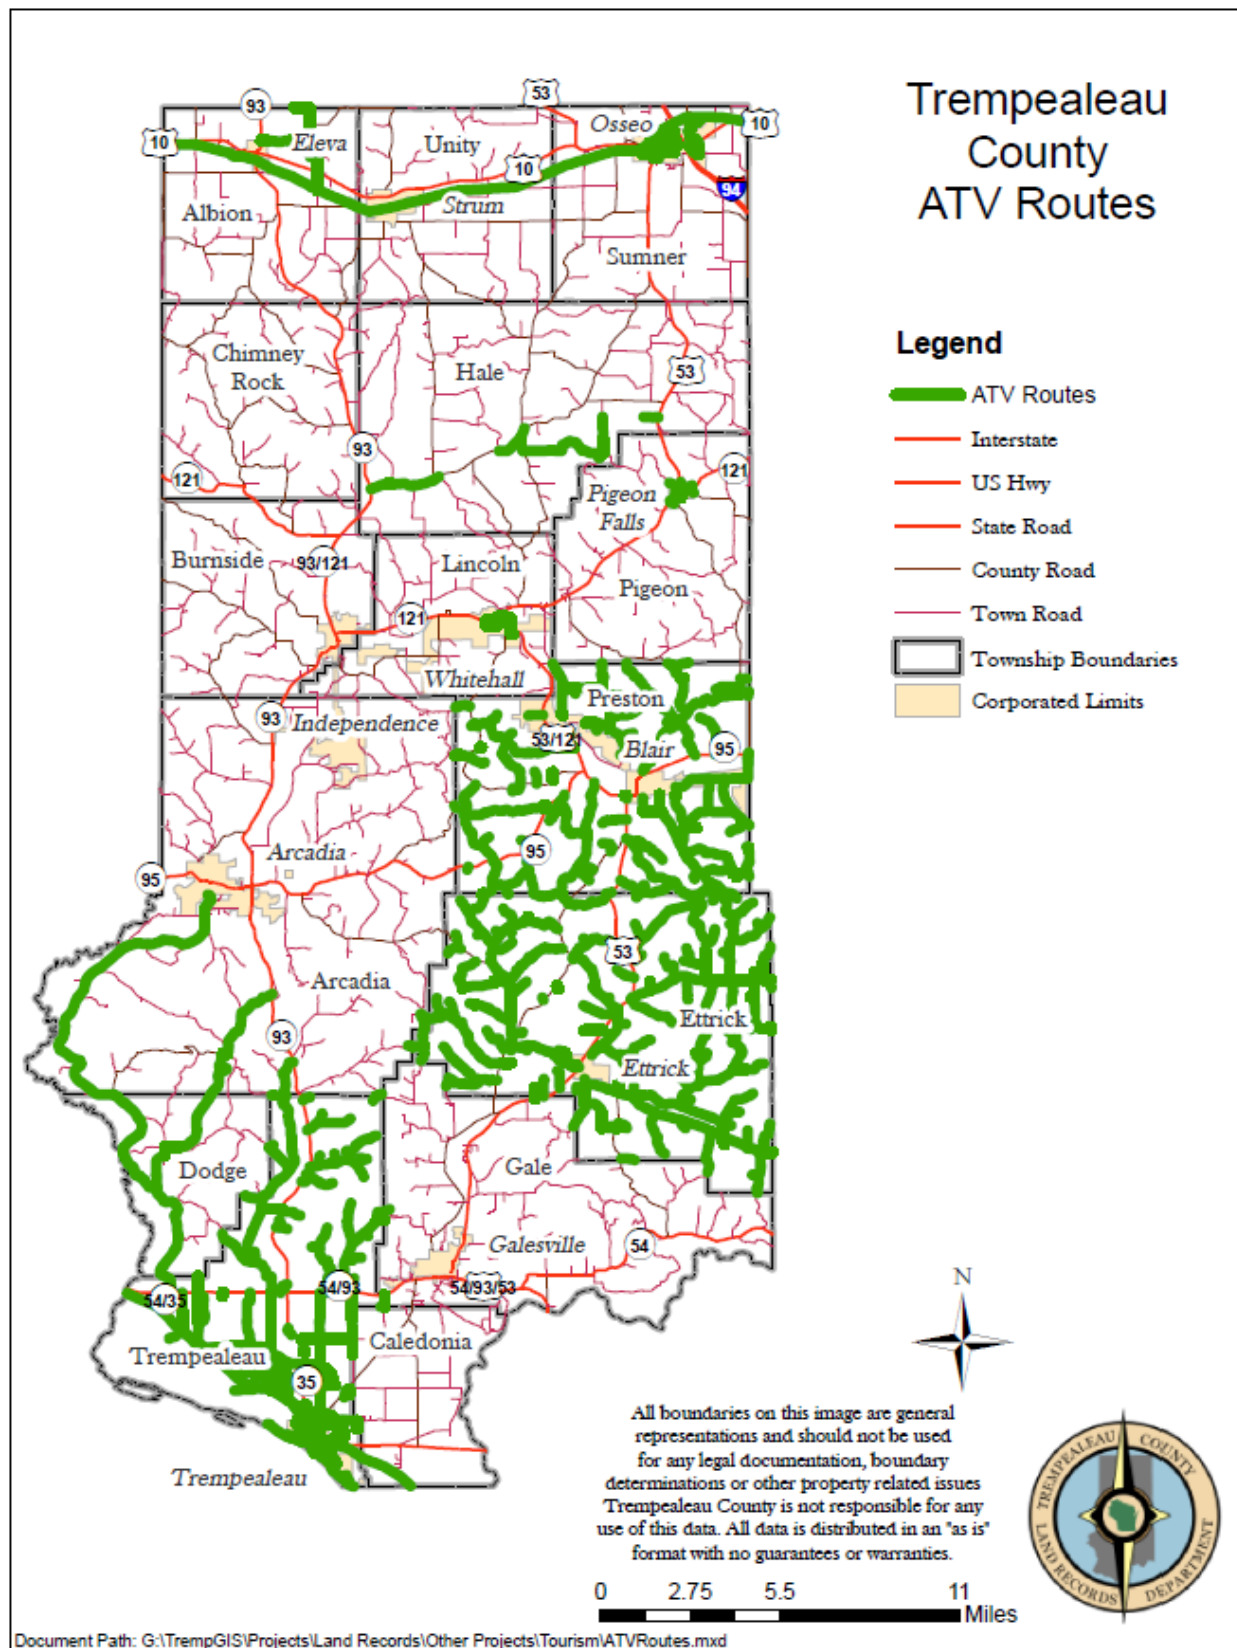 Trempealeau
County
ATV Routes
53
93
Osseo
10
10
Eleva
Unity
10
94
Albion
Strum
Sumner
Chimney
Rock
Hale
53
93
121
121
Pigeon
Falls
Burnside
93/121
Lincoln
Pigeon
121
Whitehall
Preston
93
Independence
53/121
Blair
95
Arcadia
95
95
53
Arcadia
Ettrick
93
Ettrick
Dodge
Gale
Galesville
54
54/35
54/93
54/93/53
Trempealeau
Caledonia
35
Trempealeau
Legend
ATV Routes
Interstate
US Hwy
State Road
County Road
Town Road
Township Boundaries
Corporated Limits
N
All boundaries on this image are general
representations and should not be used
for any legal documentation, boundary
determinations or other property related issues
Trempealeau County is not responsible for any
use of this data. All data is distributed in an "as is"
format with no guarantees or warranties.
TREMPEALEAU COUNTY
LAND RECORDS DEPARTMENT
0 2.75 5.5 11
Miles
Document Path: G:\TrempGIS\Projects\Land Records\Other Projects\Tourism\ATVRoutes.mxd